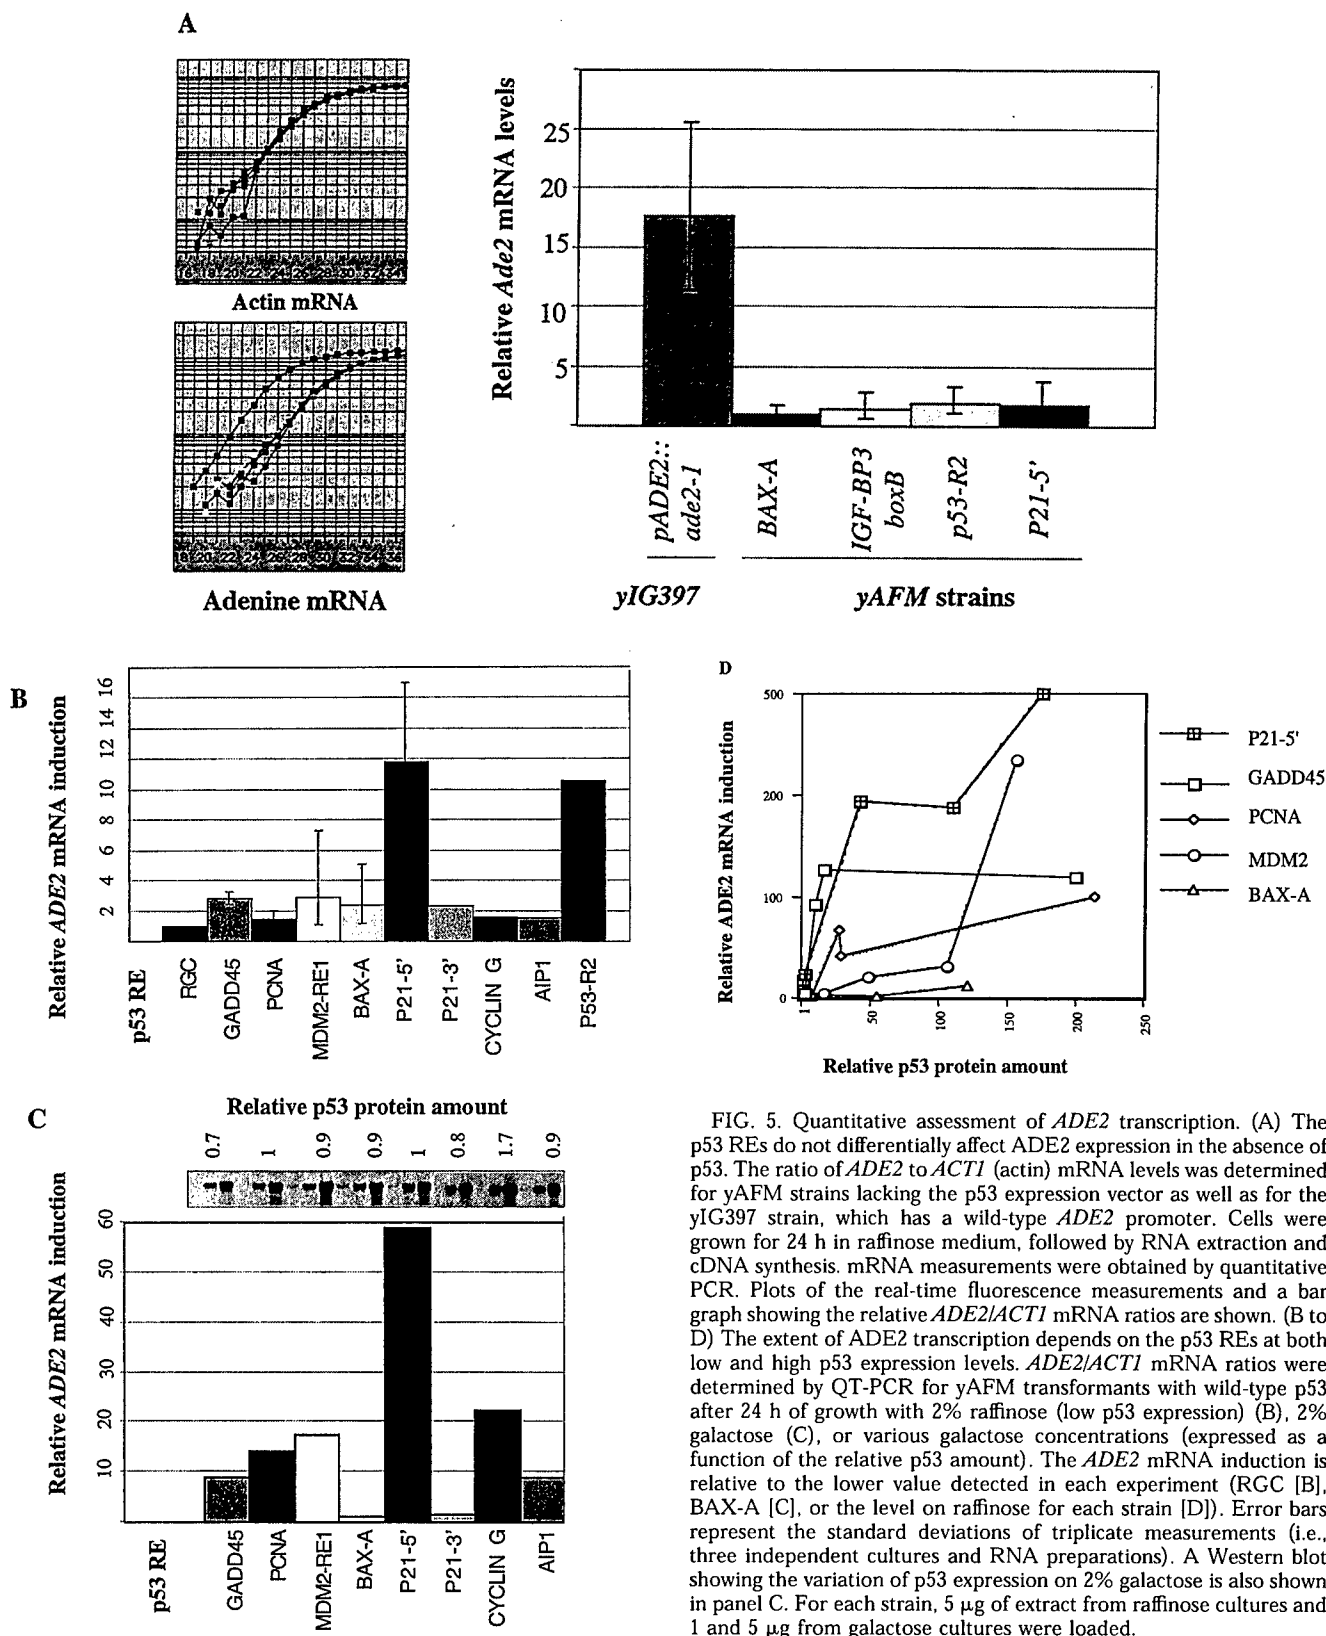 A
Actin mRNA
Adenine mRNA
Relative Ade2 mRNA levels
25
20
15
10
5
pADE2::
ade2-1
BAX-A
IGF-BP3
boxB
p53-R2
P21-5'
yIG397
yAFM strains
B
Relative ADE2 mRNA induction
16
14
12
10
8
6
4
2
p53 RE
RGC
GADD45
PCNA
MDM2-RE1
BAX-A
P21-5'
P21-3'
CYCLIN G
AIP1
P53-R2
D
Relative ADE2 mRNA induction
500
200
100
0
1
50
100
150
200
250
Relative p53 protein amount
P21-5'
GADD45
PCNA
MDM2
BAX-A
C
Relative p53 protein amount
0.7
1
0.9
0.9
1
0.8
1.7
0.9
Relative ADE2 mRNA induction
60
50
40
30
20
10
p53 RE
GADD45
PCNA
MDM2-RE1
BAX-A
P21-5'
P21-3'
CYCLIN G
AIP1
FIG. 5. Quantitative assessment of ADE2 transcription. (A) The
p53 REs do not differentially affect ADE2 expression in the absence of
p53. The ratio of ADE2 to ACT1 (actin) mRNA levels was determined
for yAFM strains lacking the p53 expression vector as well as for the
yIG397 strain, which has a wild-type ADE2 promoter. Cells were
grown for 24 h in raffinose medium, followed by RNA extraction and
cDNA synthesis. mRNA measurements were obtained by quantitative
PCR. Plots of the real-time fluorescence measurements and a bar
graph showing the relative ADE2/ACT1 mRNA ratios are shown. (B to
D) The extent of ADE2 transcription depends on the p53 REs at both
low and high p53 expression levels. ADE2/ACT1 mRNA ratios were
determined by QT-PCR for yAFM transformants with wild-type p53
after 24 h of growth with 2% raffinose (low p53 expression) (B), 2%
galactose (C), or various galactose concentrations (expressed as a
function of the relative p53 amount). The ADE2 mRNA induction is
relative to the lower value detected in each experiment (RGC [B],
BAX-A [C], or the level on raffinose for each strain [D]). Error bars
represent the standard deviations of triplicate measurements (i.e.,
three independent cultures and RNA preparations). A Western blot
showing the variation of p53 expression on 2% galactose is also shown
in panel C. For each strain, 5 μg of extract from raffinose cultures and
1 and 5 μg from galactose cultures were loaded.